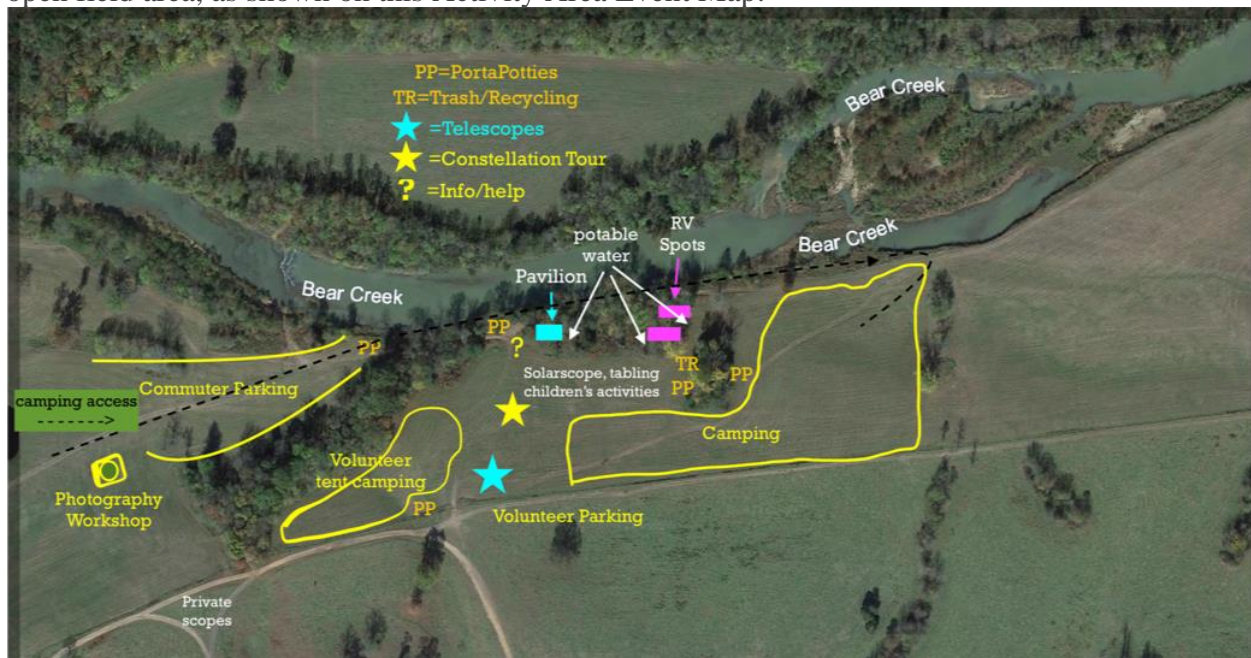 open field area, as shown on this Activity Area Event Map:
PP=PortaPotties
TR=Trash/Recycling
=Telescopes
=Constellation Tour
? =Info/help
Bear Creek
Bear Creek
RV
Spots
potable
water
Pavilion
Bear Creek
PP
?
PP
Commuter Parking
camping access
------->
Solarscope, tabling
children's activities
TR
PP
PP
Camping
Volunteer
tent camping
PP
Volunteer Parking
Photography
Workshop
Private
scopes